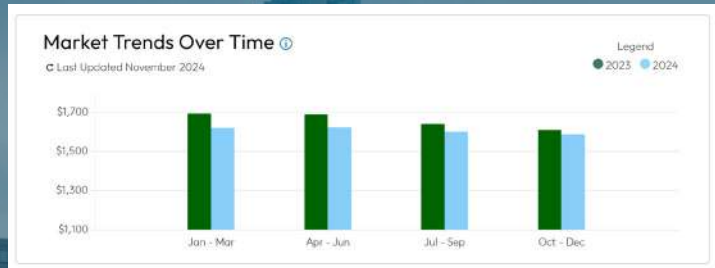 Market Trends Over Time
Last Updated November 2024
Legend
2023 2024
$1,700
$1,500
$1,300
$1,100
Jan - Mar Apr - Jun Jul - Sep Oct - Dec